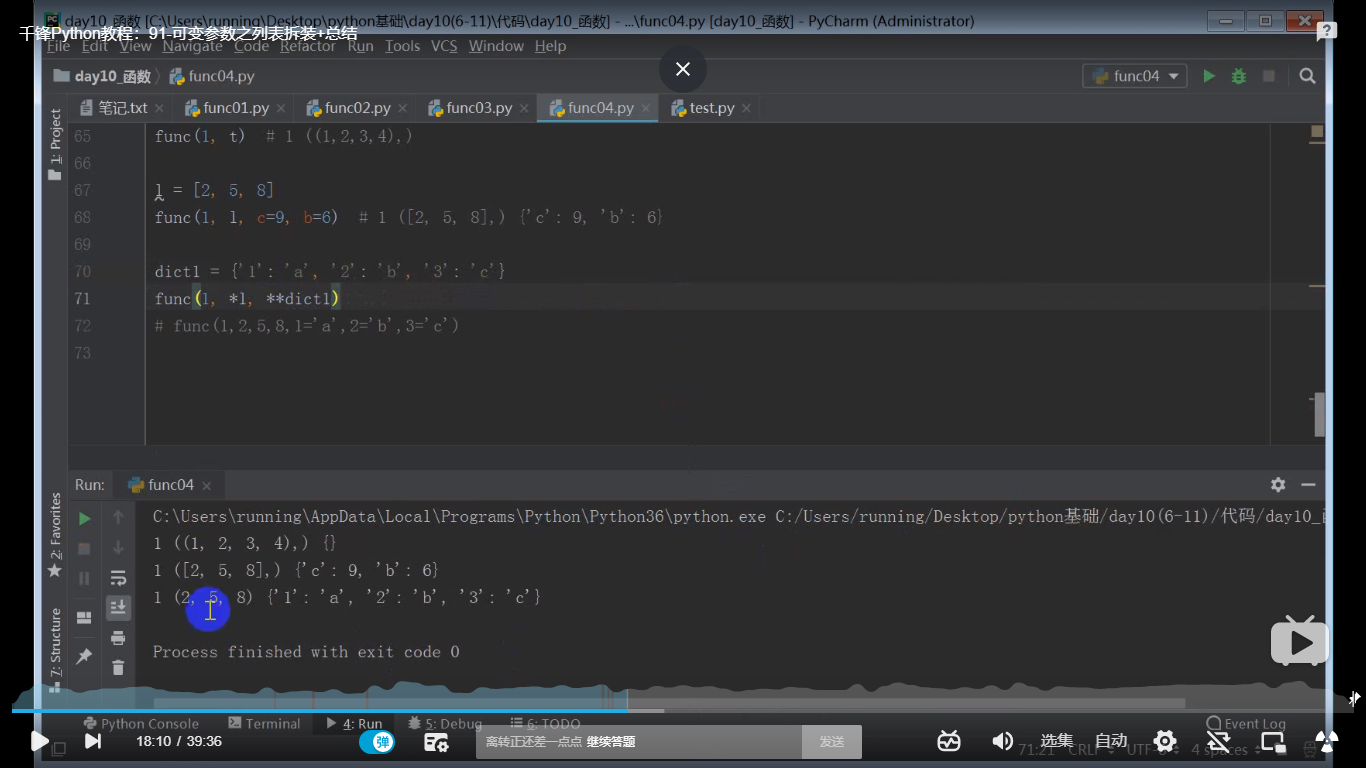 day10_函数 [C:\Users\running\Desktop\python基础\day10(6-11)\代码\day10_函数] - ...\func04.py [day10_函数] - PyCharm (Administrator)
千锋Python教程：91-可变参数之列表拆装+总结
File Edit View Navigate Code Refactor Run Tools VCS Window Help
day10_函数 func04.py
func04
笔记.txt func01.py func02.py func03.py func04.py test.py
1: Project
65 func(1, t) # 1 ((1,2,3,4),)
66
67 l = [2, 5, 8]
68 func(1, l, c=9, b=6) # 1 ([2, 5, 8],) {'c': 9, 'b': 6}
69
70 dict1 = {'1': 'a', '2': 'b', '3': 'c'}
71 func(1, *l, **dict1)
72 # func(1,2,5,8,1='a',2='b',3='c')
73
Run: func04
2: Favorites
7: Structure
C:\Users\running\AppData\Local\Programs\Python\Python36\python.exe C:/Users/running/Desktop/python基础/day10(6-11)/代码/day10_
1 ((1, 2, 3, 4),) {}
1 ([2, 5, 8],) {'c': 9, 'b': 6}
1 (2, 5, 8) {'1': 'a', '2': 'b', '3': 'c'}
Process finished with exit code 0
Python Console Terminal 4: Run 5: Debug 6: TODO Event Log
18:10 / 39:36 弹 离转正还差一点点 继续答题 发送 选集 自动
71:21 CRLF UTF-8 4 spaces